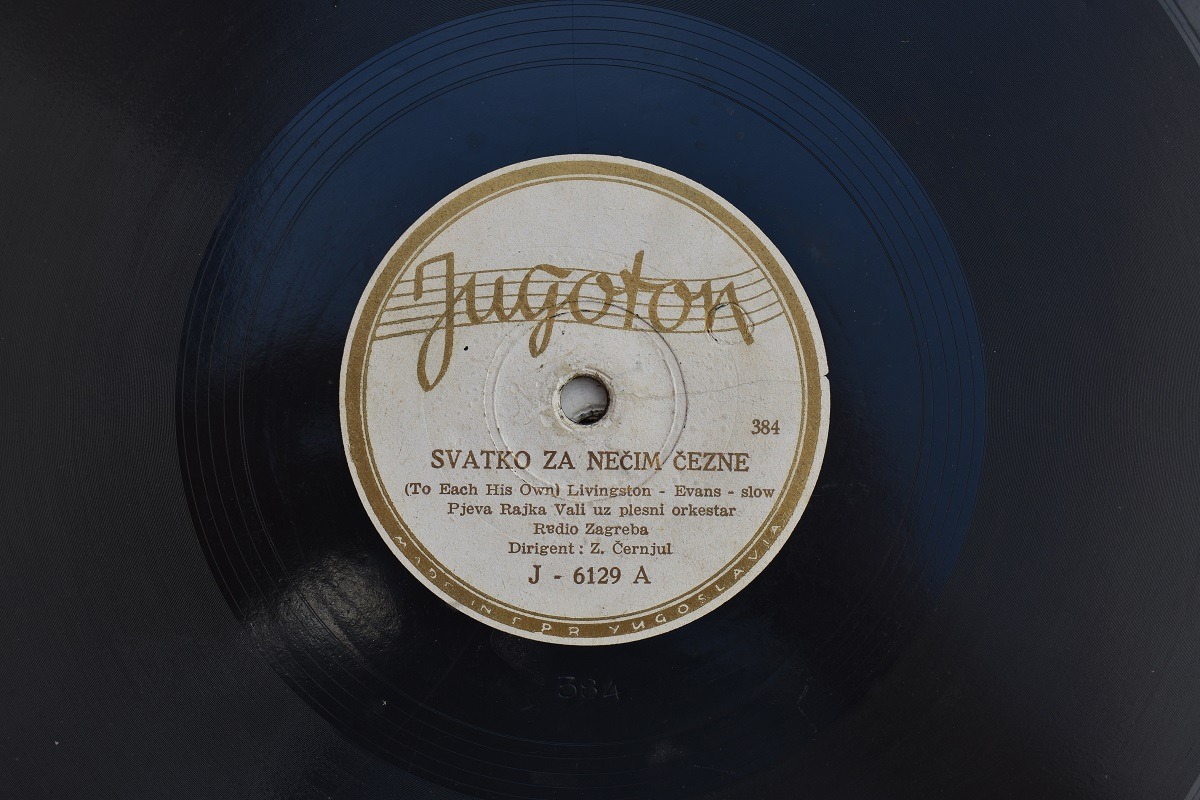 Jugoton
384
SVATKO ZA NEČIM ČEZNE
(To Each His Own) Livingston - Evans - slow
Pjeva Rajka Vali uz plesni orkestar
Radio Zagreba
Dirigent : Z. Černjul
J - 6129 A
MADE IN FPR YUGOSLAVIA
384